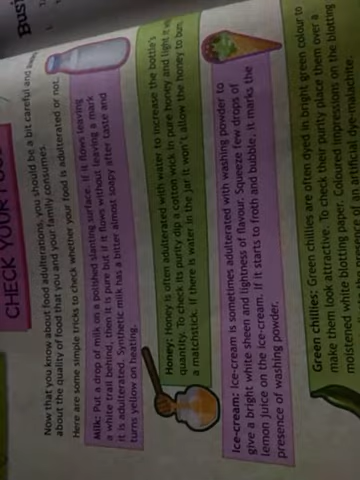 Busi
CHECK YOUR FOO
Now that you know about food adulterations, you should be a bit careful and
about the quality of food that you and your family consumes.
Here are some simple tricks to check whether your food is adulterated or not.
Milk: Put a drop of milk on a polished slanting surface. If it flows leaving
a white trail behind, then it is pure but if it flows without leaving a mark
it is adulterated. Synthetic milk has a bitter almost soapy after taste and
turns yellow on heating.
Honey: Honey is often adulterated with water to increase the bottle's
quantity. To check its purity dip a cotton wick in pure honey and light it
a matchstick. If there is water in the jar it won't allow the honey to burn.
Ice-cream: Ice-cream is sometimes adulterated with washing powder to
give a bright white sheen and lightness of flavour. Squeeze few drops of
lemon juice on the ice-cream. If it starts to froth and bubble, it marks the
presence of washing powder.
Green chillies: Green chillies are often dyed in bright green colour to
make them look attractive. To check their purity place them over a
moistened white blotting paper. Coloured impressions on the blotting
presence of an artificial dye-malachite.